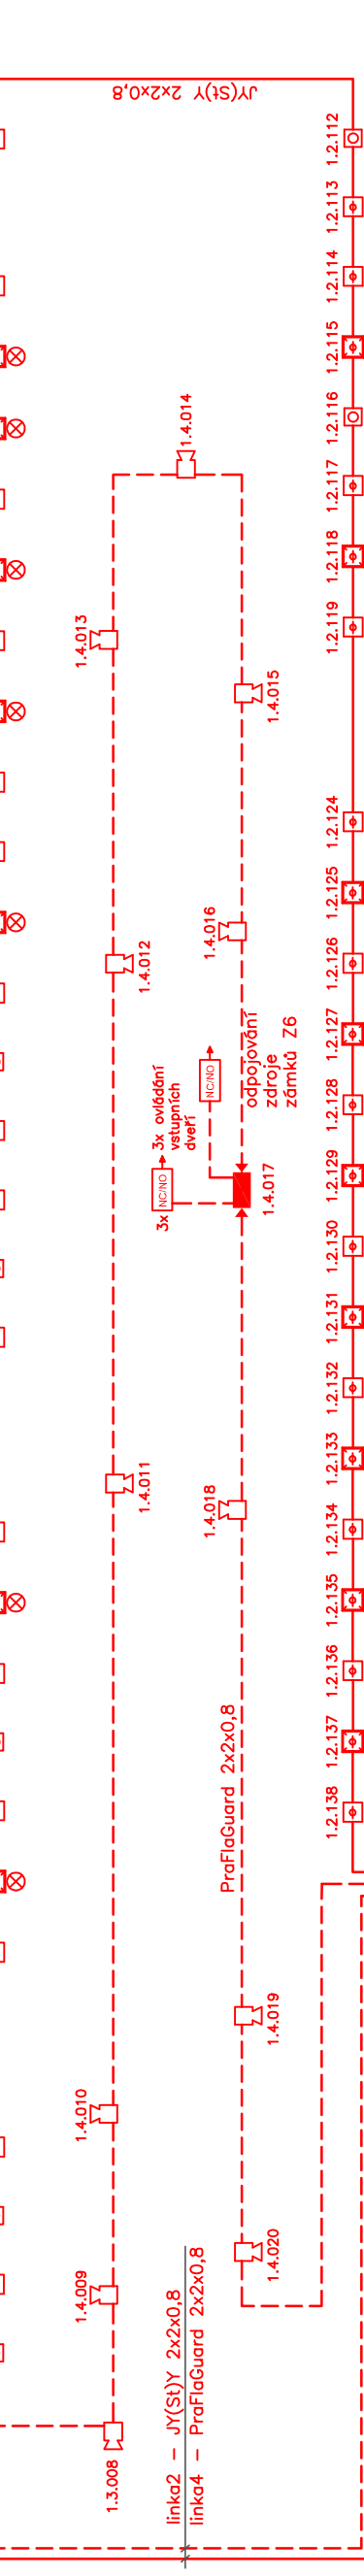 JY(St)Y 2x2x0,8
1.2.112
1.2.113
1.2.114
1.2.115
1.2.116
1.2.117
1.2.118
1.2.119
1.2.124
1.2.125
1.2.126
1.2.127
1.2.128
1.2.129
1.2.130
1.2.131
1.2.132
1.2.133
1.2.134
1.2.135
1.2.136
1.2.137
1.2.138
1.4.014
1.4.013
1.4.015
1.4.012
1.4.016
3x ovládání
vstupních
dveří
3x
NC/NO
NC/NO
odpojování
zdroje
zámků Z6
1.4.017
1.4.011
1.4.018
PraFlaGuard 2x2x0,8
1.4.010
1.4.019
1.4.009
1.4.020
1.3.008
linka2 – JY(St)Y 2x2x0,8
linka4 – PraFlaGuard 2x2x0,8